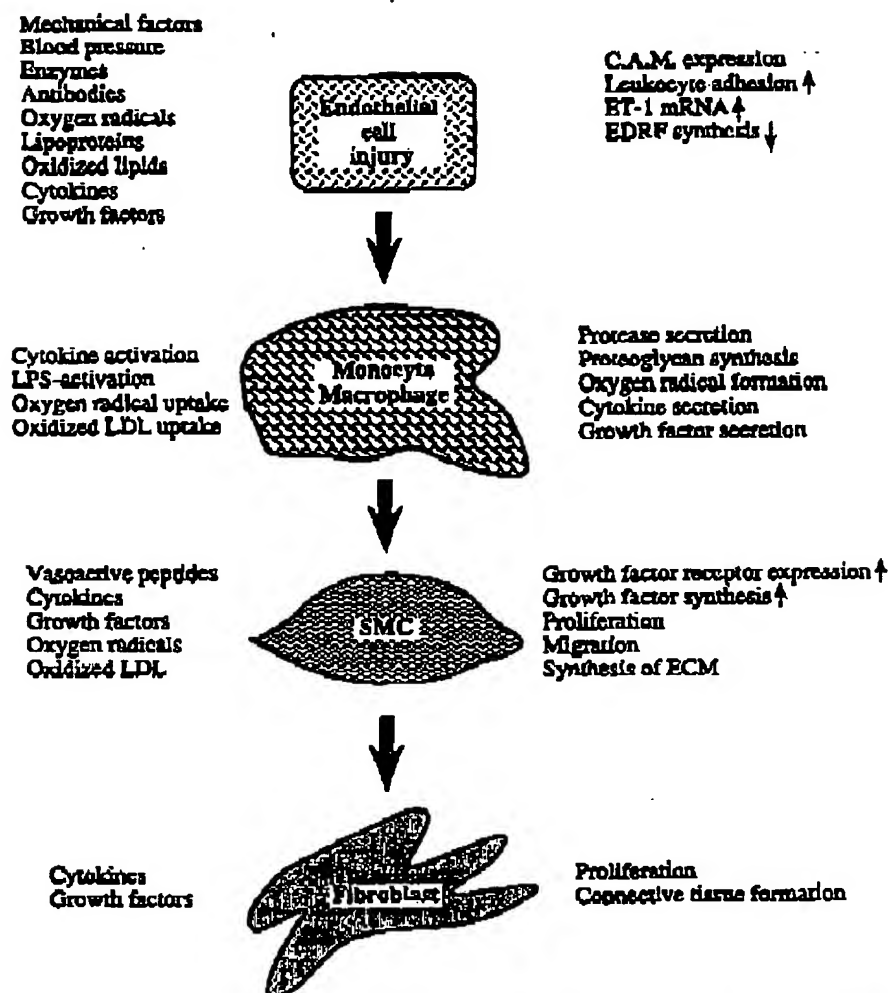 Mechanical factors
Blood pressure
Enzymes
Antibodies
Oxygen radicals
Lipoproteins
Oxidized lipids
Cytokines
Growth factors
Endothelial
cell
injury
C.A.M. expression
Leukocyte adhesion ↑
ET-1 mRNA ↑
EDRF synthesis ↓
Cytokine activation
LPS-activation
Oxygen radical uptake
Oxidized LDL uptake
Monocyte
Macrophage
Protease secretion
Proteoglycan synthesis
Oxygen radical formation
Cytokine secretion
Growth factor secretion
Vasoactive peptides
Cytokines
Growth factors
Oxygen radicals
Oxidized LDL
SMC
Growth factor receptor expression ↑
Growth factor synthesis ↑
Proliferation
Migration
Synthesis of ECM
Cytokines
Growth factors
Fibroblast
Proliferation
Connective tissue formation